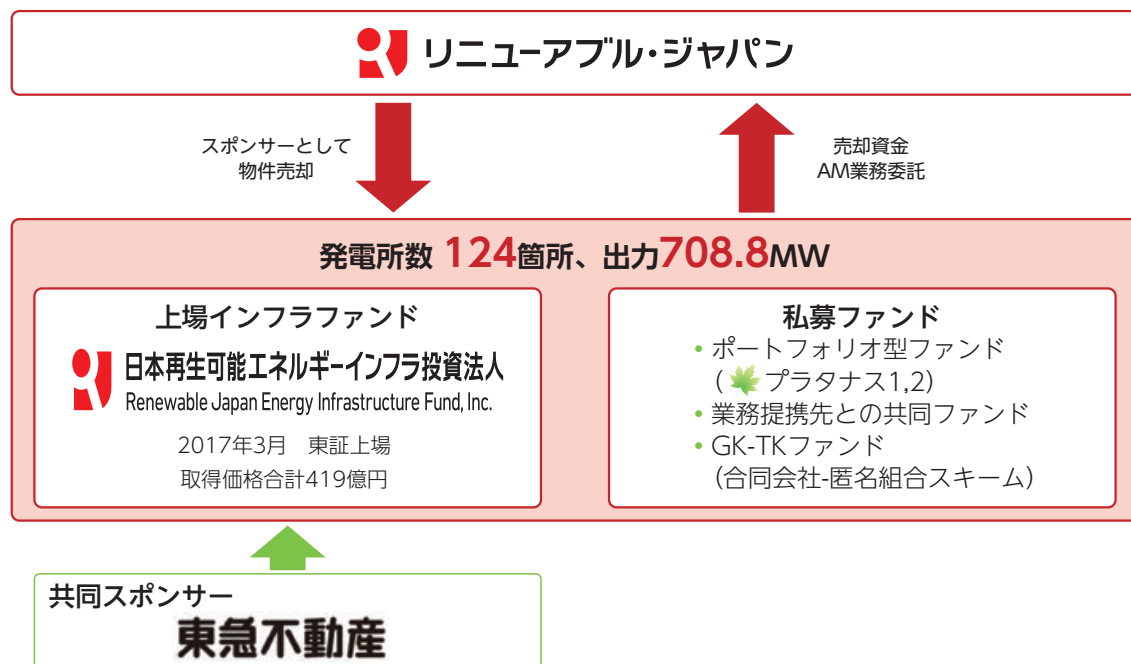 リニューアブル・ジャパン
スポンサーとして
物件売却
売却資金
AM業務委託
発電所数 124箇所、出力708.8MW
上場インフラファンド
日本再生可能エネルギーインフラ投資法人
Renewable Japan Energy Infrastructure Fund, Inc.
2017年3月　東証上場
取得価格合計419億円
私募ファンド
• ポートフォリオ型ファンド
（ プラタナス1,2）
• 業務提携先との共同ファンド
• GK-TKファンド
（合同会社-匿名組合スキーム）
共同スポンサー
東急不動産